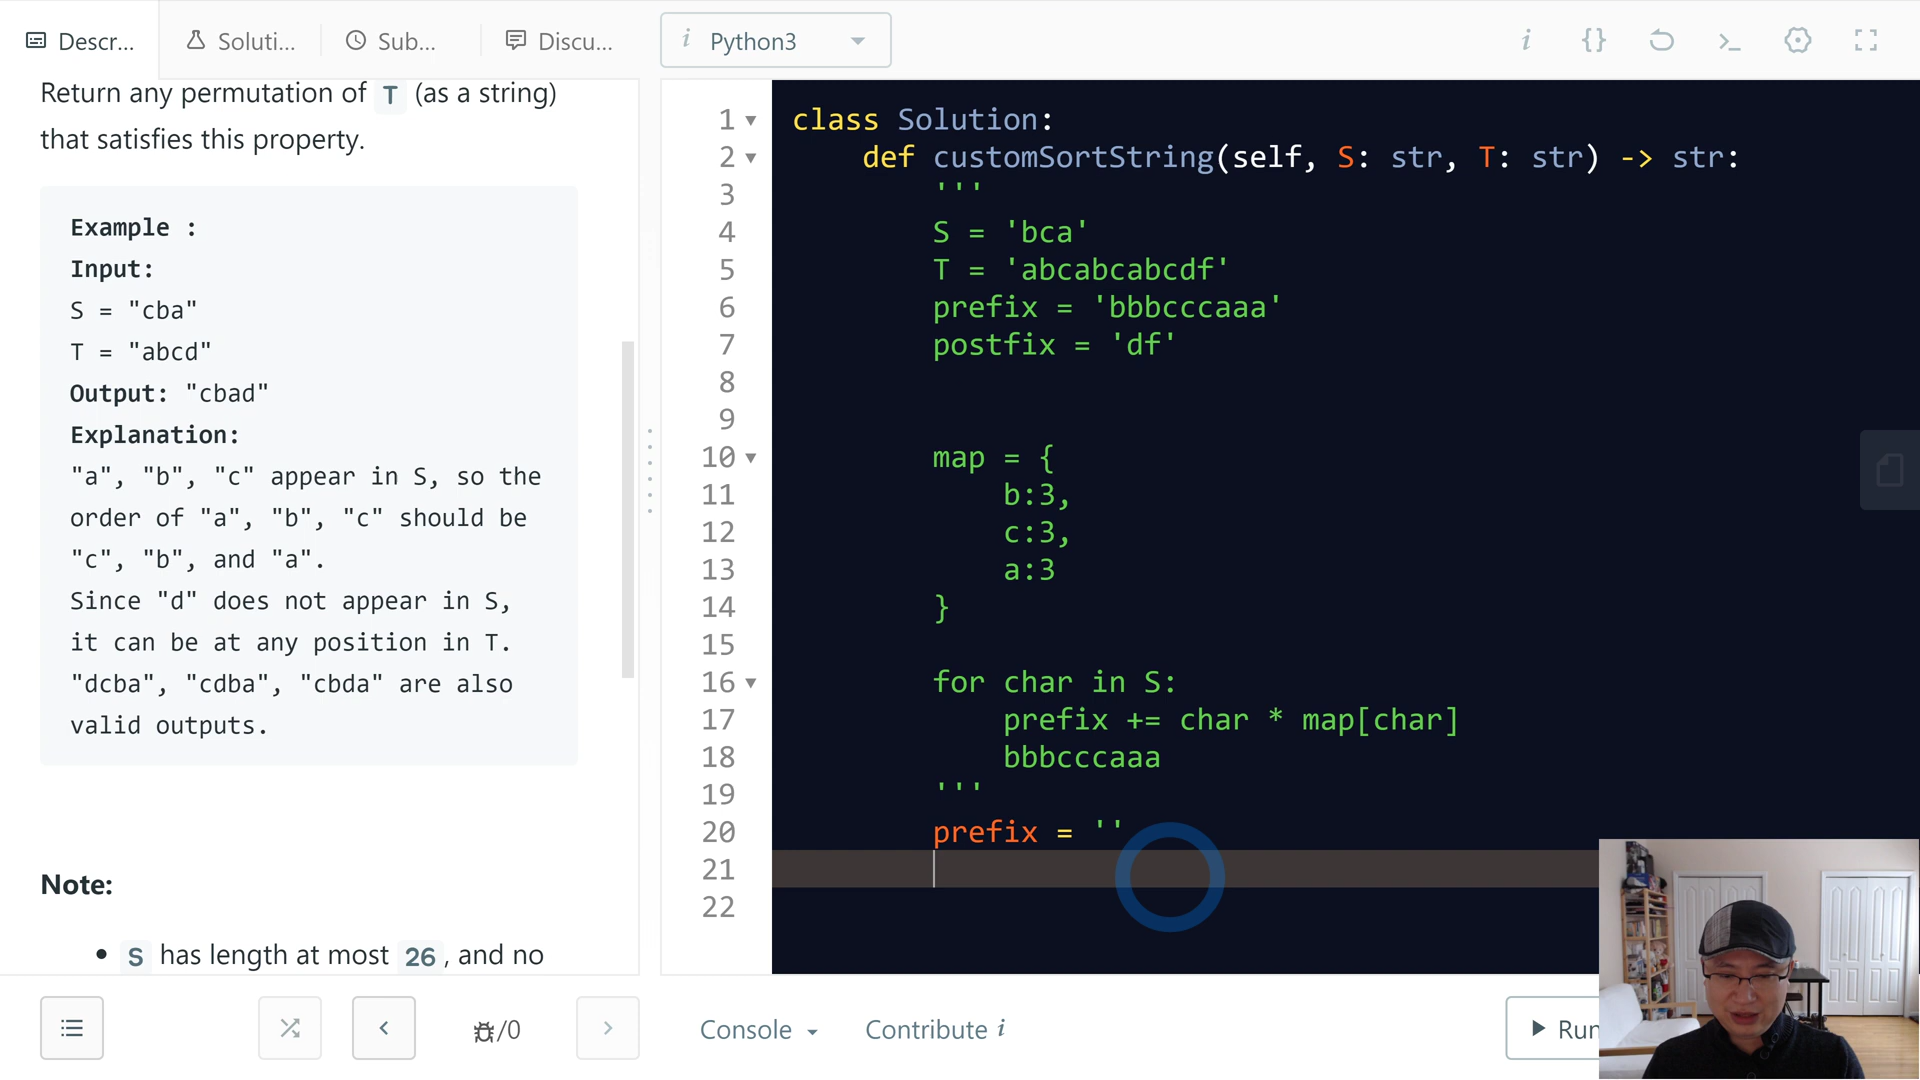 Descr...
Soluti...
Sub...
Discu...
i Python3
i {}
Return any permutation of T (as a string)
that satisfies this property.
Example :
Input:
S = "cba"
T = "abcd"
Output: "cbad"
Explanation:
"a", "b", "c" appear in S, so the
order of "a", "b", "c" should be
"c", "b", and "a".
Since "d" does not appear in S,
it can be at any position in T.
"dcba", "cdba", "cbda" are also
valid outputs.
Note:
• S has length at most 26, and no
1 class Solution:
2 def customSortString(self, S: str, T: str) -> str:
3 '''
4 S = 'bca'
5 T = 'abcabcabcdf'
6 prefix = 'bbbcccaaa'
7 postfix = 'df'
8
9
10 map = {
11 b:3,
12 c:3,
13 a:3
14 }
15
16 for char in S:
17 prefix += char * map[char]
18 bbbcccaaa
19 '''
20 prefix = ''
21
22
/0
Console
Contribute i
Run